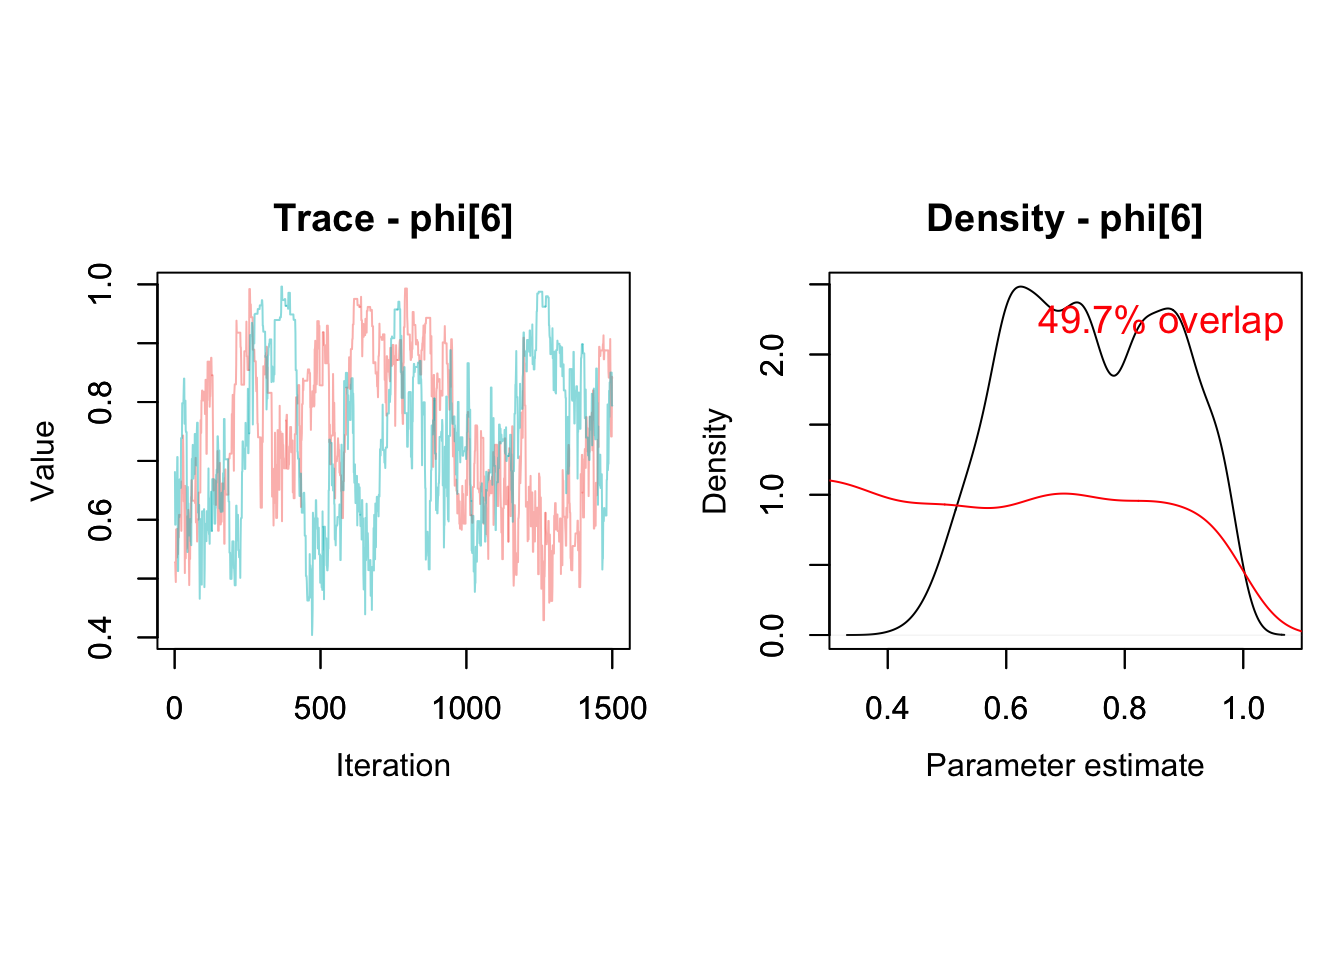 Trace - phi[6]
Value
1.0
0.8
0.6
0.4
0
500
1000
1500
Iteration
Density - phi[6]
49.7% overlap
Density
2.0
1.0
0.0
0.4
0.6
0.8
1.0
Parameter estimate